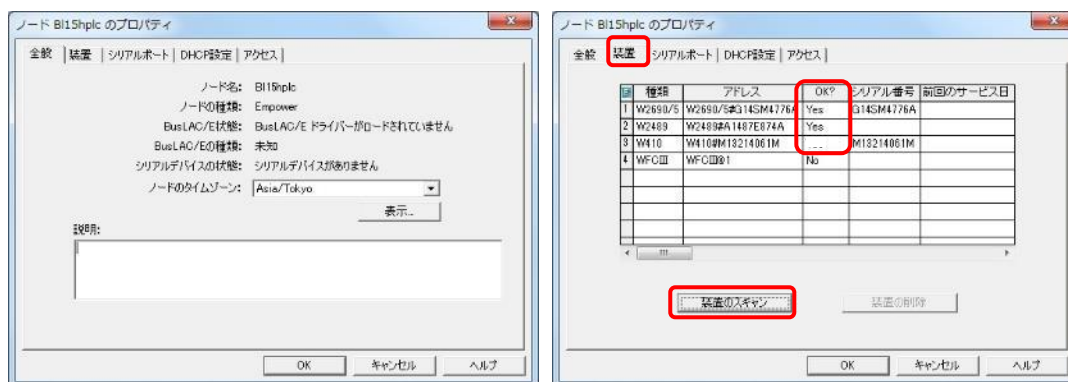 ノード BI15hplc のプロパティ
全般 装置 シリアルポート DHCP設定 アクセス
ノード名: BI15hplc
ノードの種類: Empower
BusLAC/E状態: BusLAC/E ドライバーがロードされていません
BusLAC/Eの種類: 未知
シリアルデバイスの状態: シリアルデバイスがありません
ノードのタイムゾーン: Asia/Tokyo
表示...
説明:
OK キャンセル ヘルプ
ノード BI15hplc のプロパティ
全般 装置 シリアルポート DHCP設定 アクセス
種類 アドレス OK? シリアル番号 前回のサービス日
1 W2690/5 W2690/5#G14SM4776A Yes G14SM4776A
2 W2489 W2489#A1487E874A Yes
3 W410 W410#M13214061M ... M13214061M
4 WFCIII WFCIII@1 No
装置のスキャン 装置の削除
OK キャンセル ヘルプ